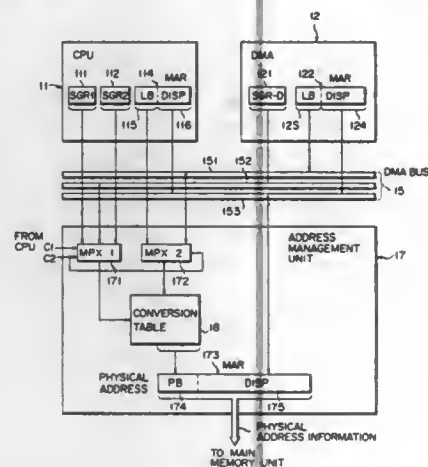 12
CPU
DMA
11
111
112
114
MAR
121
122
MAR
SGR1
SGR2
LB
DISP
SGR-D
LB
DISP
115
116
125
124
151
152
DMA BUS
15
153
FROM
CPU
C1
C2
MPX 1
MPX 2
ADDRESS
MANAGEMENT
UNIT
17
171
172
CONVERSION
TABLE
18
173
MAR
PHYSICAL
ADDRESS
PB
DISP
174
175
PHYSICAL
ADDRESS INFORMATION
TO MAIN
MEMORY UNIT